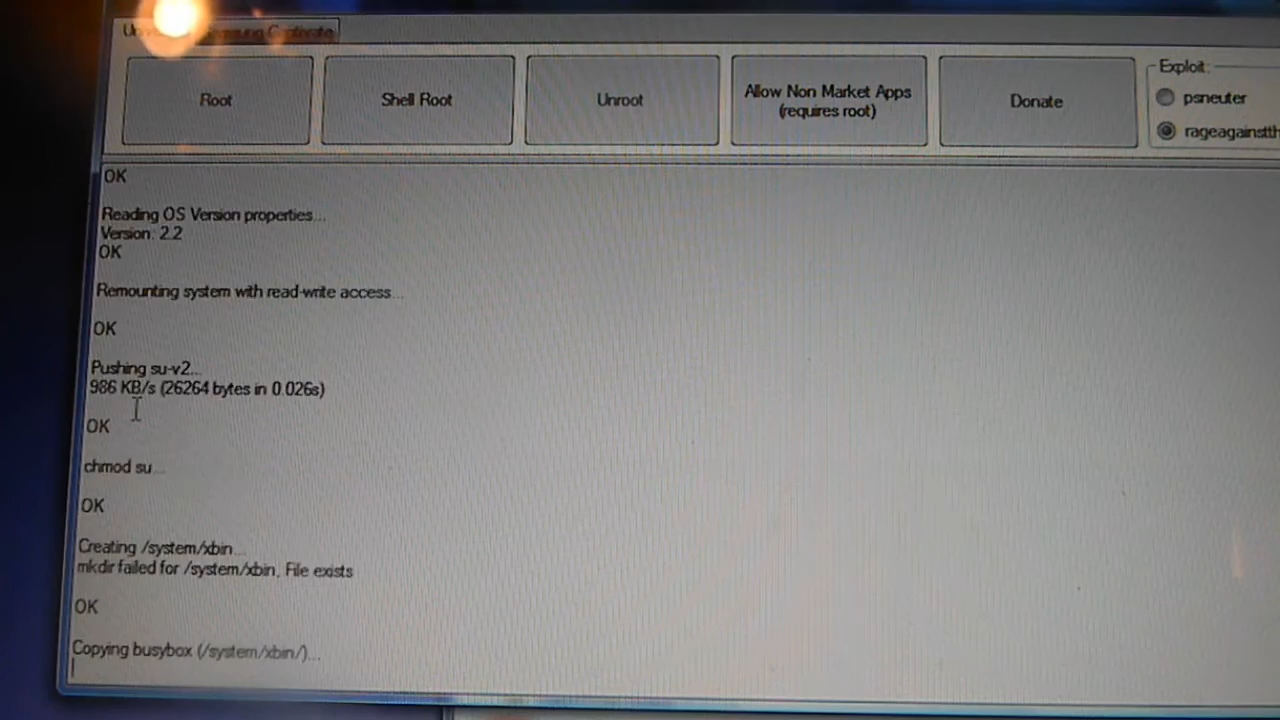 Root
Shell Root
Unroot
Allow Non Market Apps
(requires root)
Donate
Exploit:
psneuter
rageagainstth
OK
Reading OS Version properties...
Version: 2.2
OK
Remounting system with read-write access...
OK
Pushing su-v2...
986 KB/s (26264 bytes in 0.026s)
OK
chmod su...
OK
Creating /system/xbin...
mkdir failed for /system/xbin, File exists
OK
Copying busybox (/system/xbin/)...